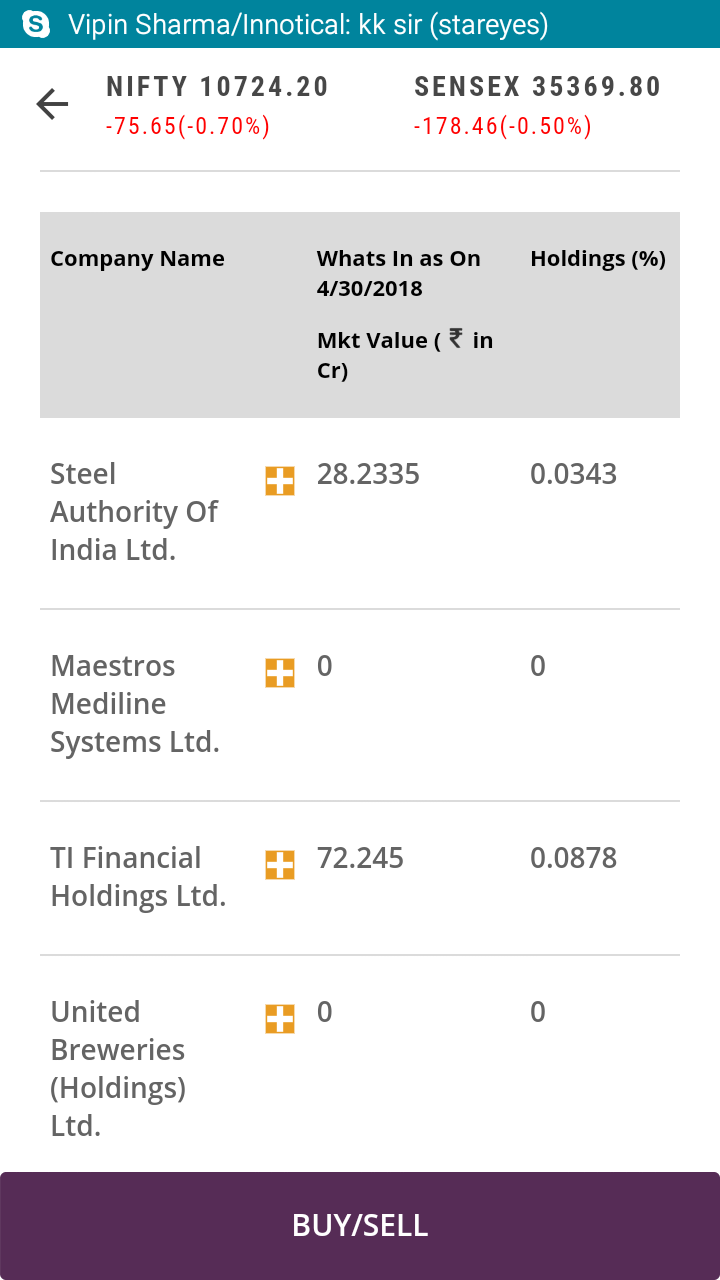 Vipin Sharma/Innotical: kk sir (stareyes)
NIFTY 10724.20
-75.65(-0.70%)
SENSEX 35369.80
-178.46(-0.50%)
Company Name
Whats In as On
4/30/2018
Mkt Value ( ₹ in
Cr)
Holdings (%)
Steel
Authority Of
India Ltd.
28.2335
0.0343
Maestros
Mediline
Systems Ltd.
0
0
TI Financial
Holdings Ltd.
72.245
0.0878
United
Breweries
(Holdings)
Ltd.
0
0
BUY/SELL